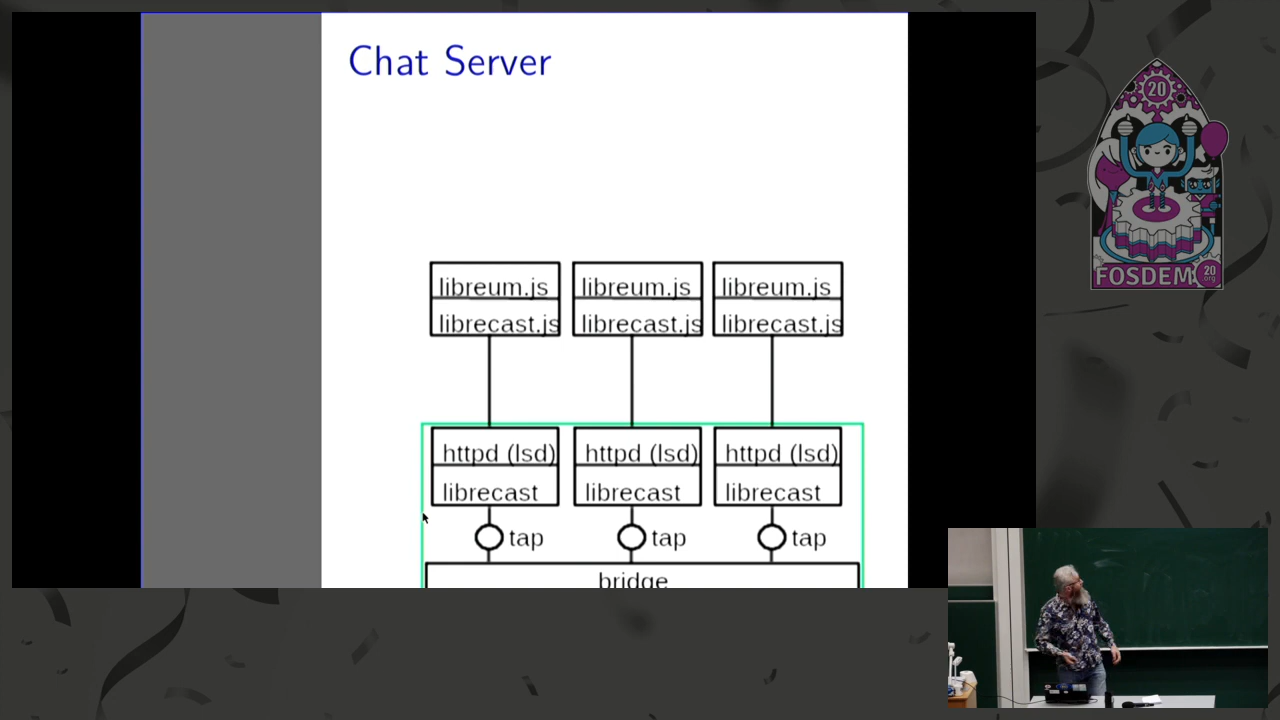 Chat Server
libreum.js libreum.js libreum.js
librecast.js librecast.js librecast.js
httpd (lsd) httpd (lsd) httpd (lsd)
librecast librecast librecast
tap tap tap
bridge
20
FOSDEM 20
.org